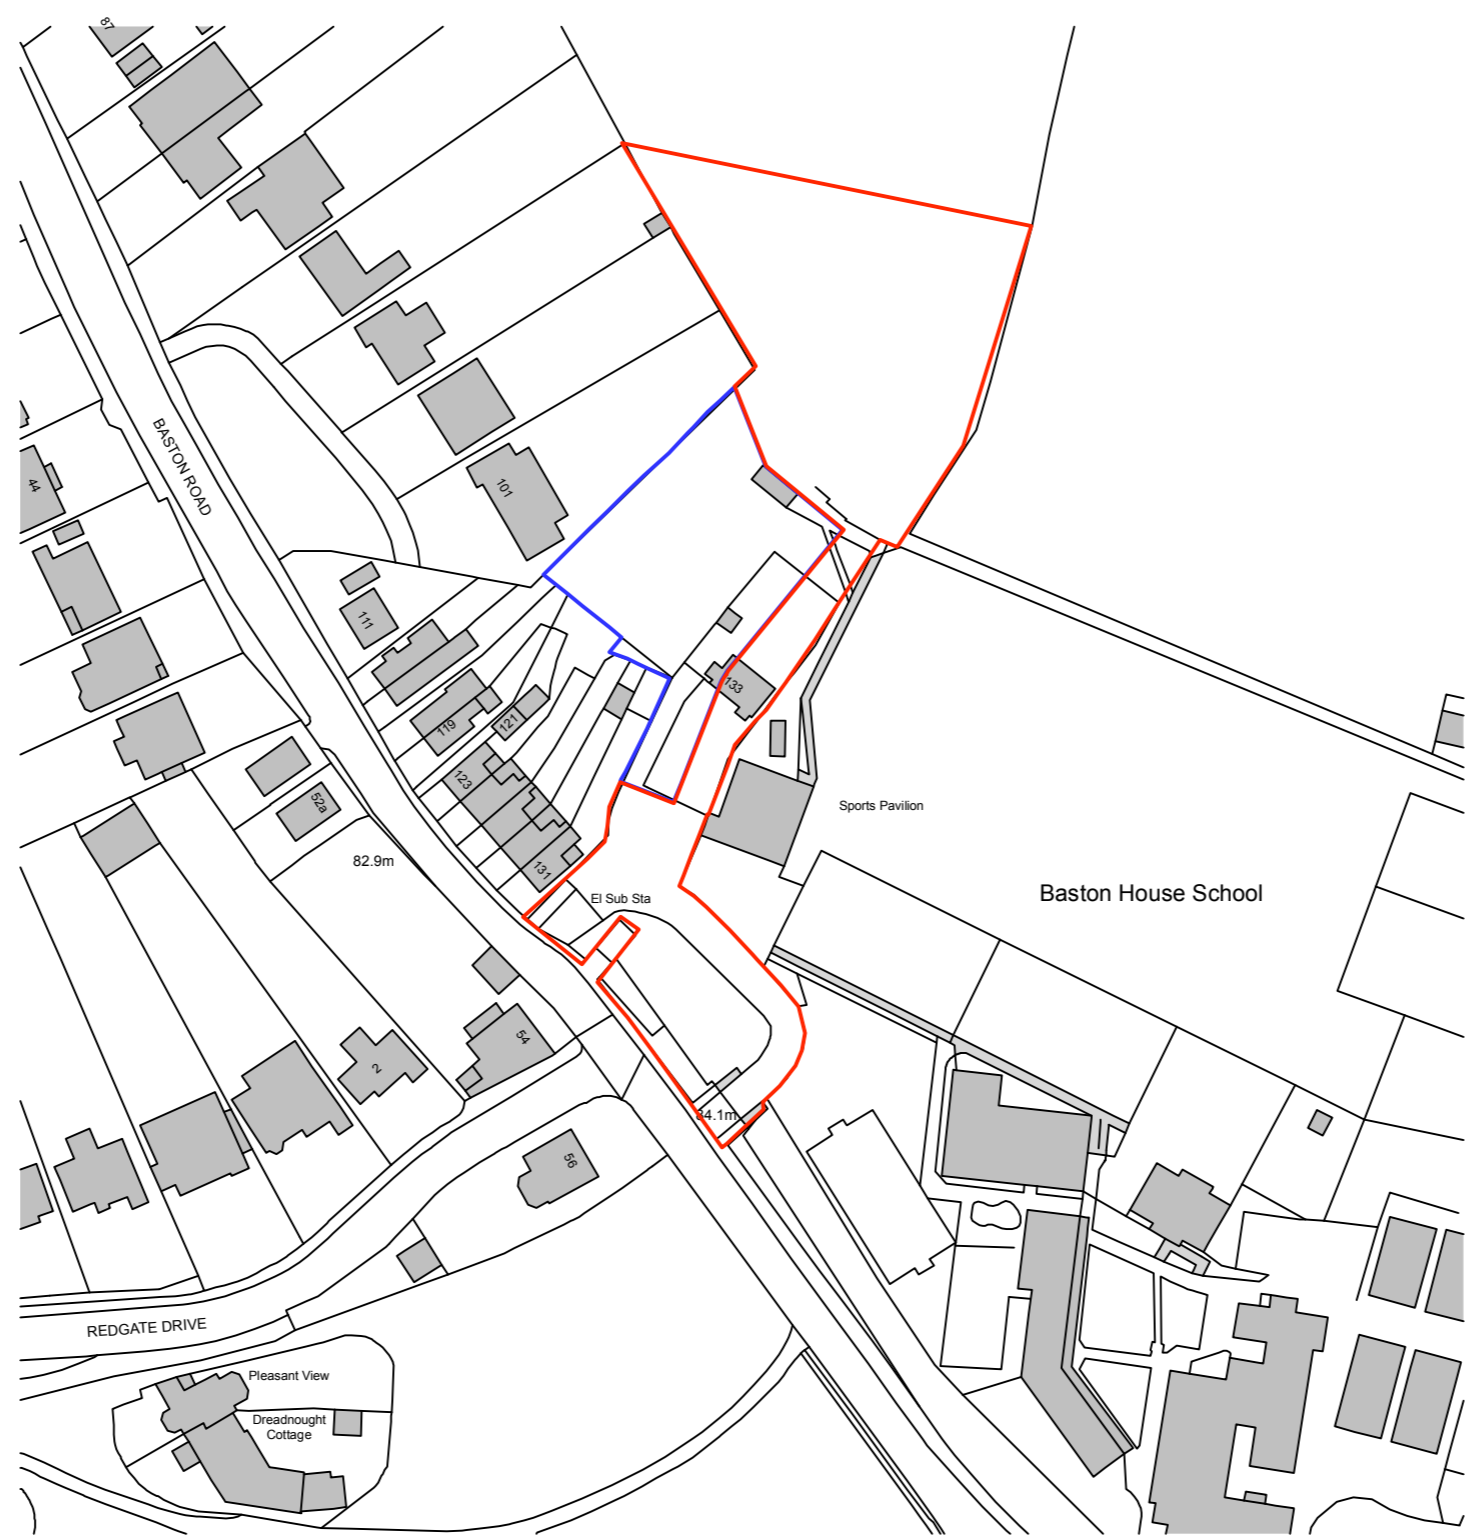 87
BASTON ROAD
44
101
111
119
121
123
133
52a
82.9m
131
Sports Pavilion
Baston House School
El Sub Sta
54
2
84.1m
56
REDGATE DRIVE
Pleasant View
Dreadnought
Cottage